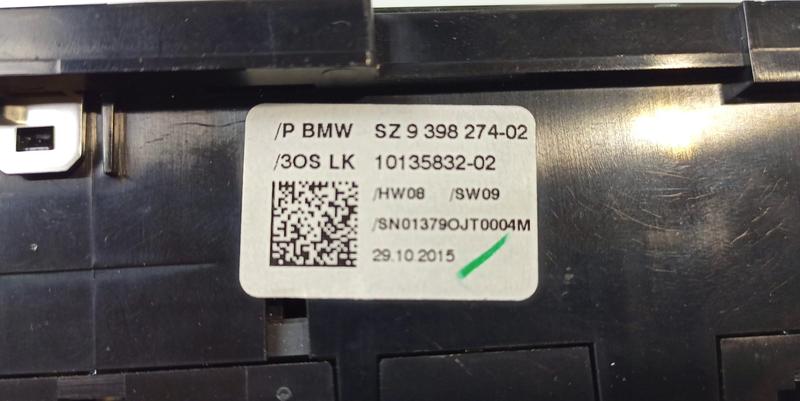 /P BMW SZ 9 398 274-02
/3OS LK 10135832-02
/HW08 /SW09
/SN01379OJT0004M
29.10.2015